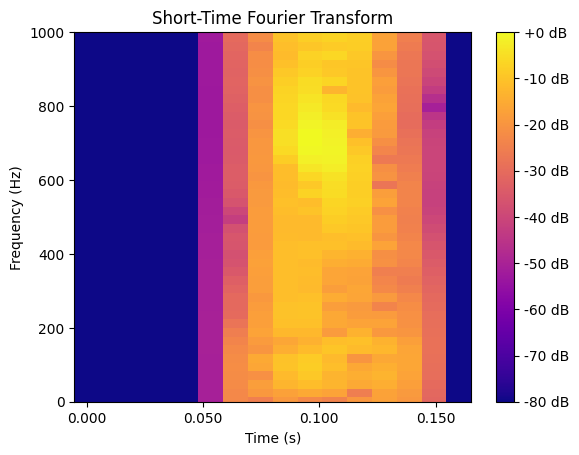 Short-Time Fourier Transform
1000
800
600
400
200
0
Frequency (Hz)
0.000
0.050
0.100
0.150
Time (s)
+0 dB
-10 dB
-20 dB
-30 dB
-40 dB
-50 dB
-60 dB
-70 dB
-80 dB